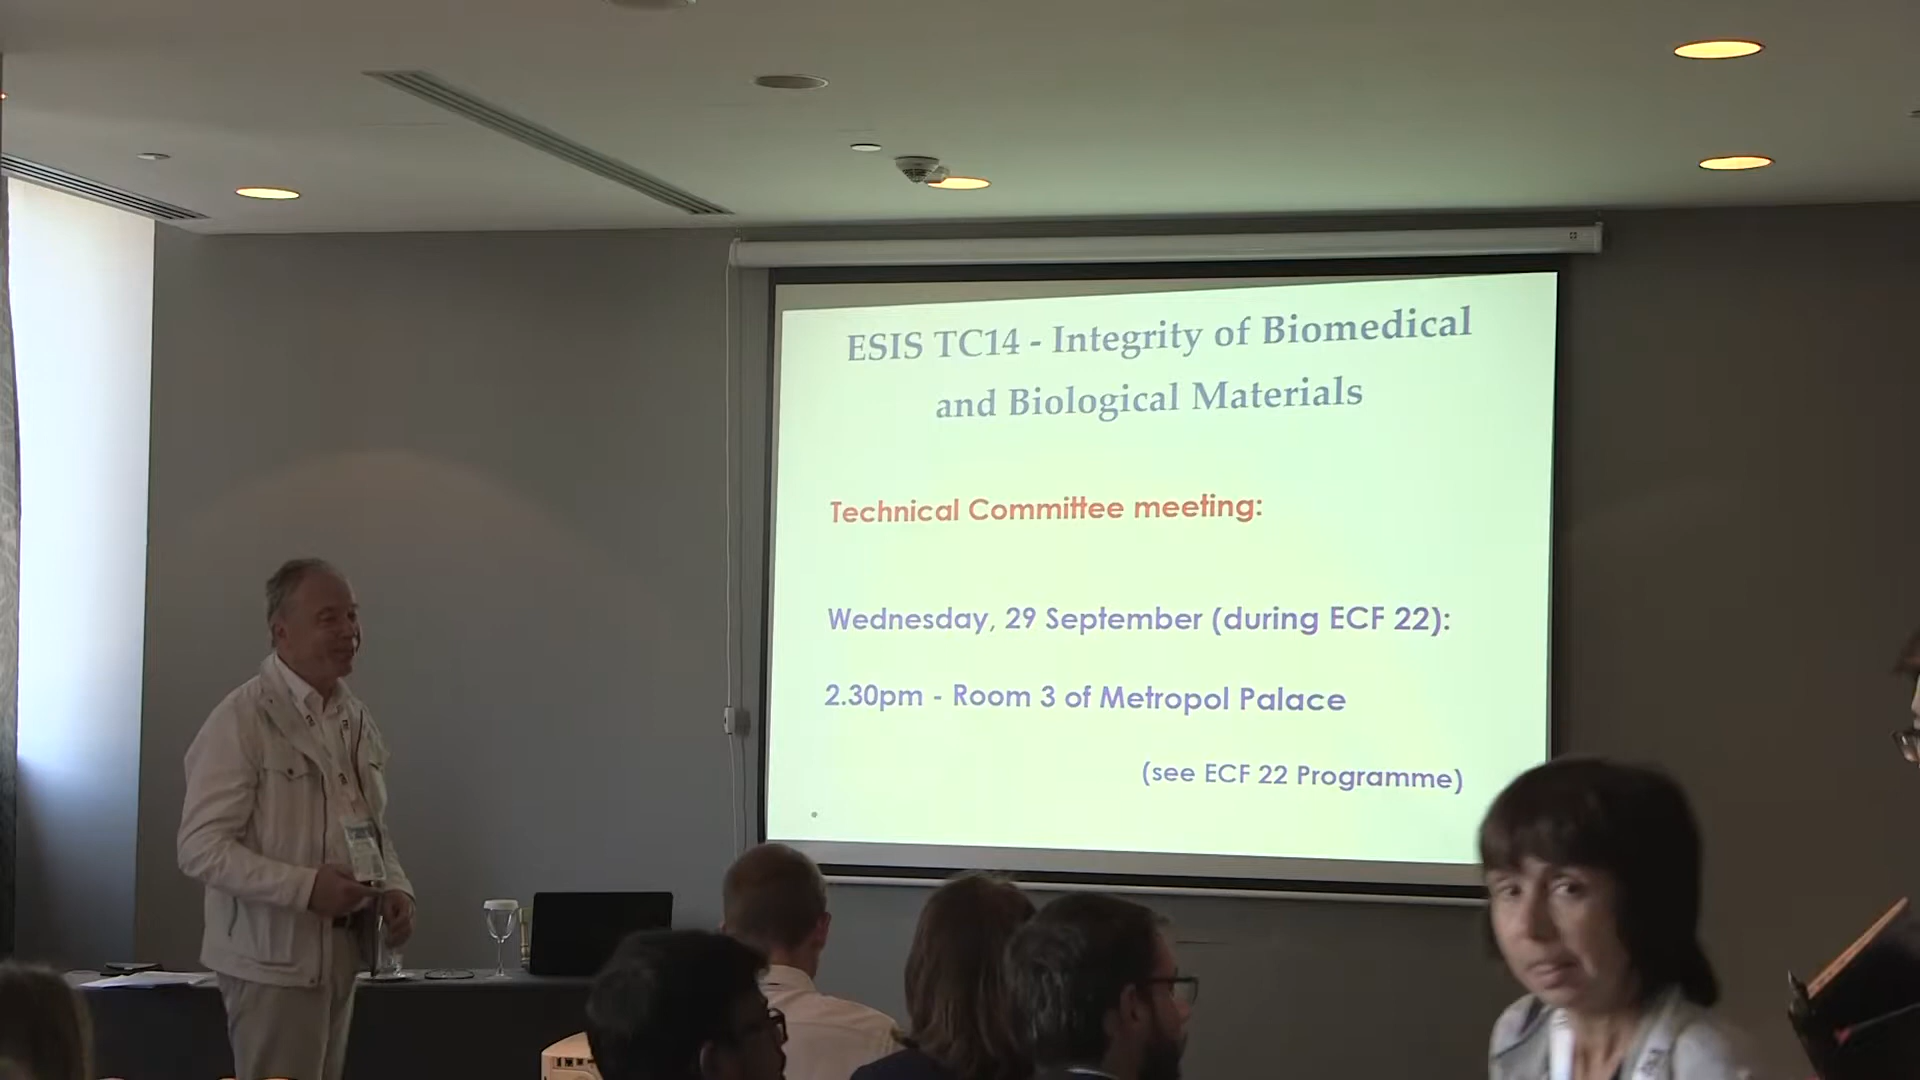 ESIS TC14 - Integrity of Biomedical
and Biological Materials
Technical Committee meeting:
Wednesday, 29 September (during ECF 22):
2.30pm - Room 3 of Metropol Palace
(see ECF 22 Programme)